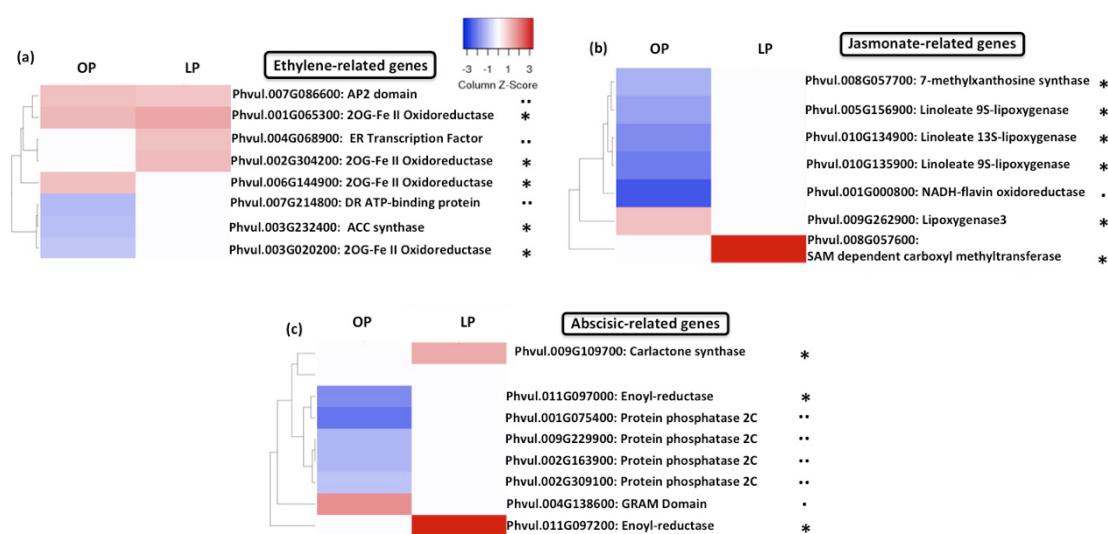 (a)
OP
LP
Ethylene-related genes
-3 -1 1 3
Column Z-Score
Phvul.007G086600: AP2 domain ••
Phvul.001G065300: 2OG-Fe II Oxidoreductase *
Phvul.004G068900: ER Transcription Factor ••
Phvul.002G304200: 2OG-Fe II Oxidoreductase *
Phvul.006G144900: 2OG-Fe II Oxidoreductase *
Phvul.007G214800: DR ATP-binding protein ••
Phvul.003G232400: ACC synthase *
Phvul.003G020200: 2OG-Fe II Oxidoreductase *
(b)
OP
LP
Jasmonate-related genes
Phvul.008G057700: 7-methylxanthosine synthase *
Phvul.005G156900: Linoleate 9S-lipoxygenase *
Phvul.010G134900: Linoleate 13S-lipoxygenase *
Phvul.010G135900: Linoleate 9S-lipoxygenase *
Phvul.001G000800: NADH-flavin oxidoreductase •
Phvul.009G262900: Lipoxygenase3 *
Phvul.008G057600:
SAM dependent carboxyl methyltransferase *
(c)
OP
LP
Abscisic-related genes
Phvul.009G109700: Carlactone synthase *
Phvul.011G097000: Enoyl-reductase *
Phvul.001G075400: Protein phosphatase 2C ••
Phvul.009G229900: Protein phosphatase 2C ••
Phvul.002G163900: Protein phosphatase 2C ••
Phvul.002G309100: Protein phosphatase 2C ••
Phvul.004G138600: GRAM Domain •
Phvul.011G097200: Enoyl-reductase *